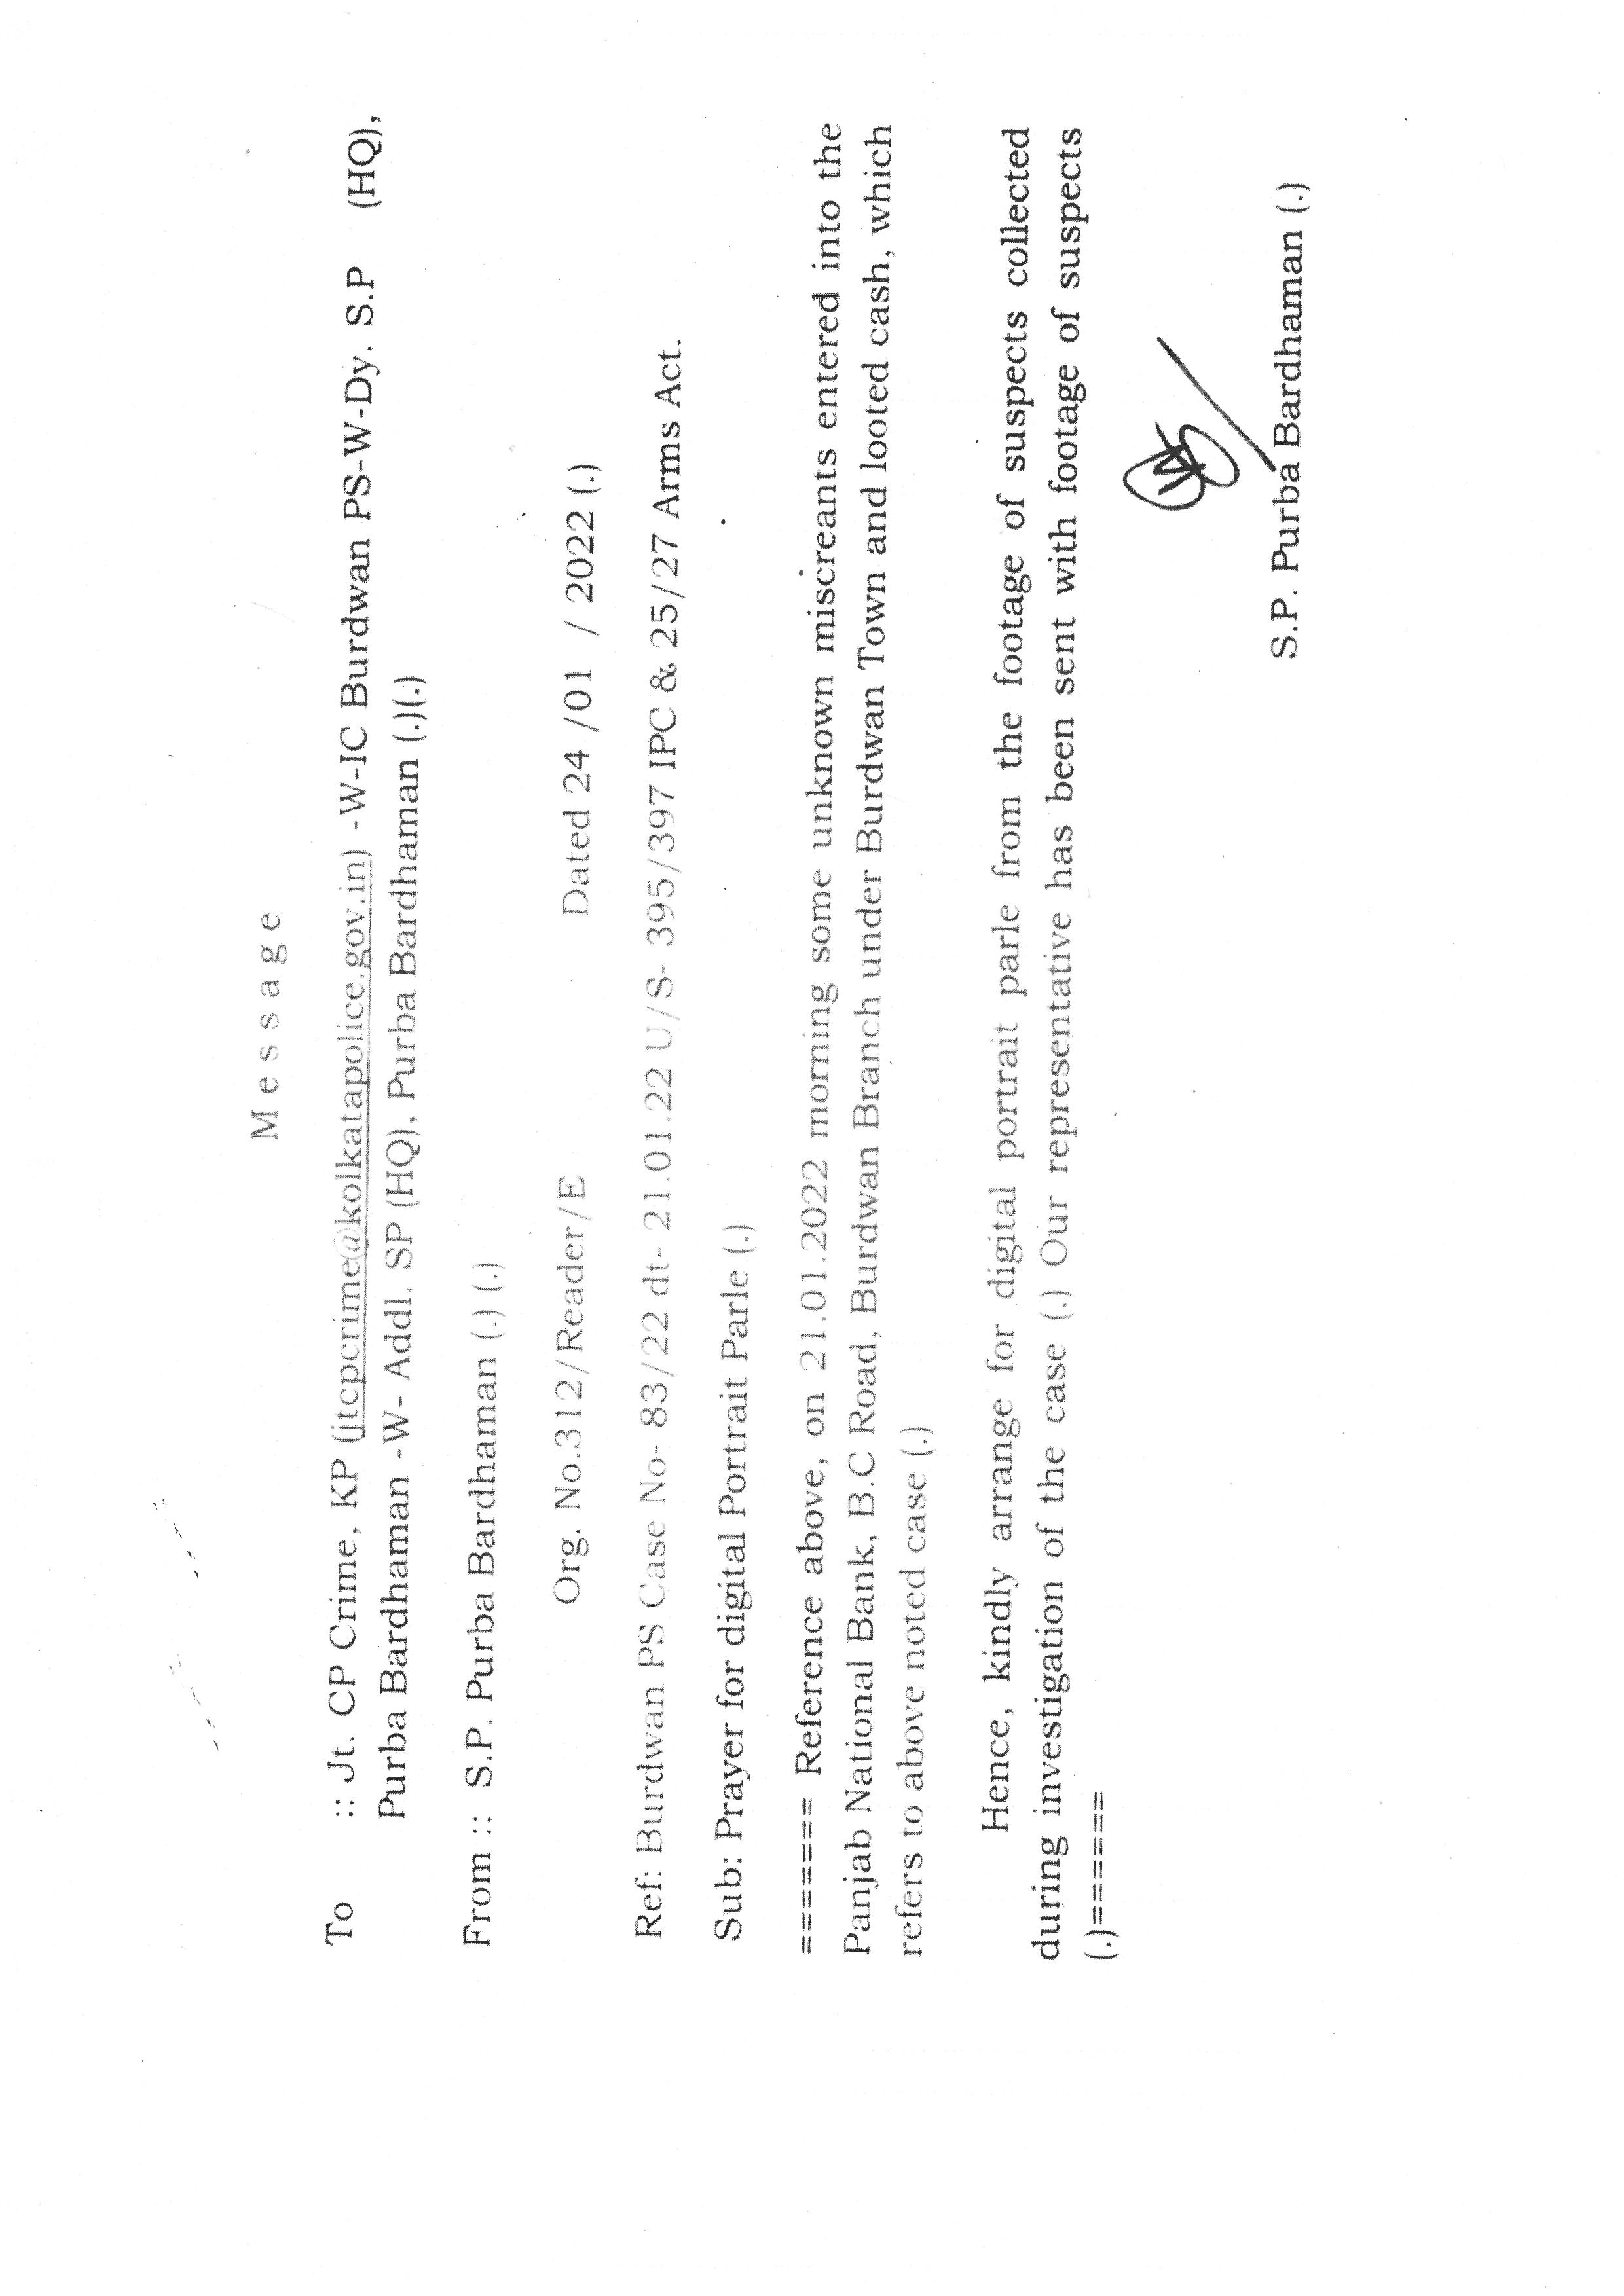 Message
To :: Jt. CP Crime, KP (jtcpcrime@kolkatapolice.gov.in) -W-IC Burdwan PS-W-Dy. S.P (HQ),
Purba Bardhaman -W- Addl. SP (HQ), Purba Bardhaman (.)(.)
From :: S.P. Purba Bardhaman (.) (.)
Org. No.312/Reader/E Dated 24 /01 / 2022 (.)
Ref: Burdwan PS Case No- 83/22 dt- 21.01.22 U/S- 395/397 IPC & 25/27 Arms Act.
Sub: Prayer for digital Portrait Parle (.)
======= Reference above, on 21.01.2022 morning some unknown miscreants entered into the
Panjab National Bank, B.C Road, Burdwan Branch under Burdwan Town and looted cash, which
refers to above noted case (.)
Hence, kindly arrange for digital portrait parle from the footage of suspects collected
during investigation of the case (.) Our representative has been sent with footage of suspects
(.)======
S.P. Purba Bardhaman (.)